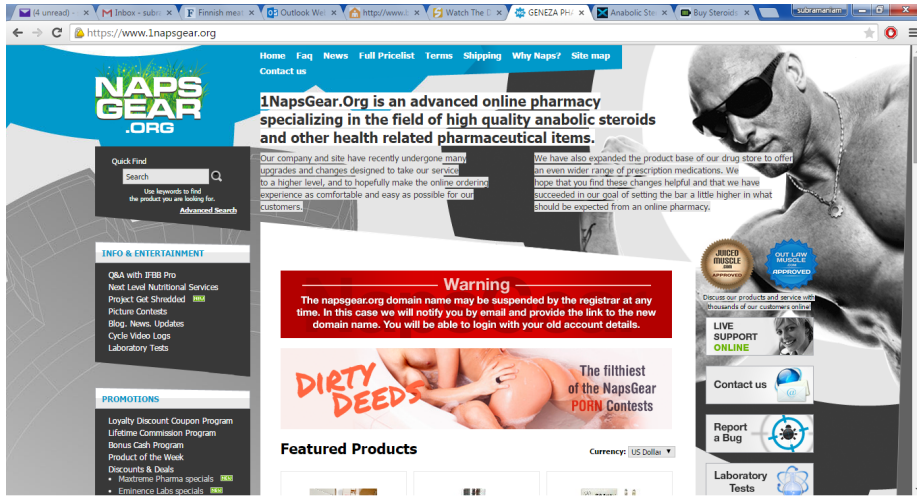 (4 unread) -
Inbox - subra
Finnish meat
Outlook Wel
http://www.b
Watch The D
GENEZA PHA
Anabolic Ster
Buy Steroids
subramaniam
https://www.1napsgear.org
Home Faq News Full Pricelist Terms Shipping Why Naps? Site map
Contact us
NAPS
GEAR
.ORG
1NapsGear.Org is an advanced online pharmacy
specializing in the field of high quality anabolic steroids
and other health related pharmaceutical items.
Our company and site have recently undergone many
upgrades and changes designed to take our service
to a higher level, and to hopefully make the online ordering
experience as comfortable and easy as possible for our
customers.
We have also expanded the product base of our drug store to offer
an even wider range of prescription medications. We
hope that you find these changes helpful and that we have
succeeded in our goal of setting the bar a little higher in what
should be expected from an online pharmacy.
Quick Find
Search
Use keywords to find
the product you are looking for.
Advanced Search
INFO & ENTERTAINMENT
Q&A with IFBB Pro
Next Level Nutritional Services
Project Get Shredded NEW
Picture Contests
Blog. News. Updates
Cycle Video Logs
Laboratory Tests
PROMOTIONS
Loyalty Discount Coupon Program
Lifetime Commission Program
Bonus Cash Program
Product of the Week
Discounts & Deals
Maxtreme Pharma specials NEW
Eminence Labs specials NEW
Warning
The napsgear.org domain name may be suspended by the registrar at any
time. In this case we will notify you by email and provide the link to the new
domain name. You will be able to login with your old account details.
DIRTY
DEEDS
The filthiest
of the NapsGear
PORN Contests
Featured Products
Currency: US Dollar
JUICED
MUSCLE
.COM
APPROVED
OUT LAW
MUSCLE
.COM
APPROVED
Discuss our products and service with
thousands of our customers online!
LIVE
SUPPORT
ONLINE
Contact us
Report
a Bug
Laboratory
Tests